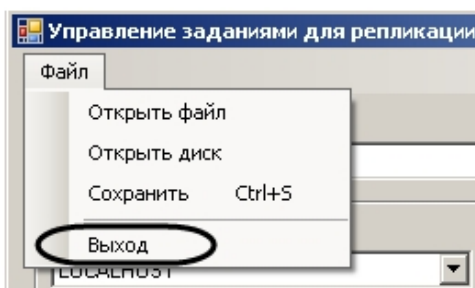 Управление заданиями для репликации
Файл
Открыть файл
Открыть диск
Сохранить Ctrl+S
Выход
LOCALHOST